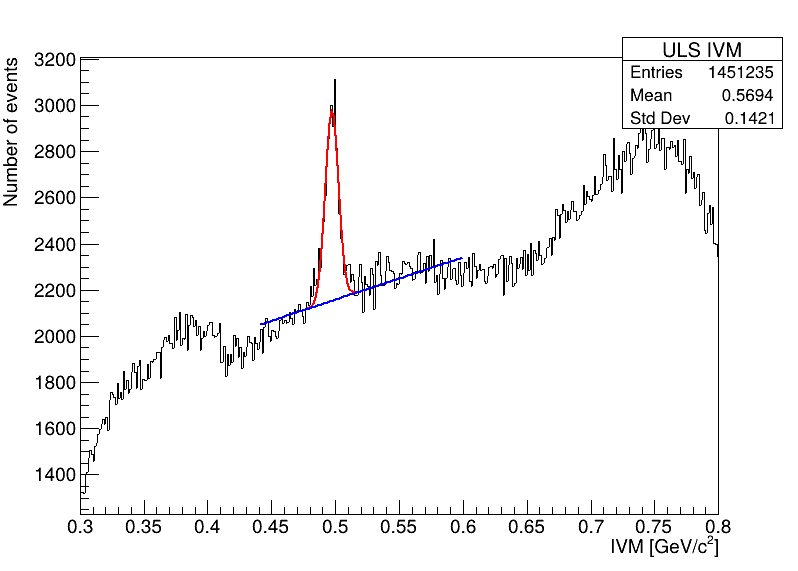 ULS IVM
Entries 1451235
Mean 0.5694
Std Dev 0.1421
Number of events
3200
3000
2800
2600
2400
2200
2000
1800
1600
1400
0.3 0.35 0.4 0.45 0.5 0.55 0.6 0.65 0.7 0.75 0.8
IVM [GeV/c²]